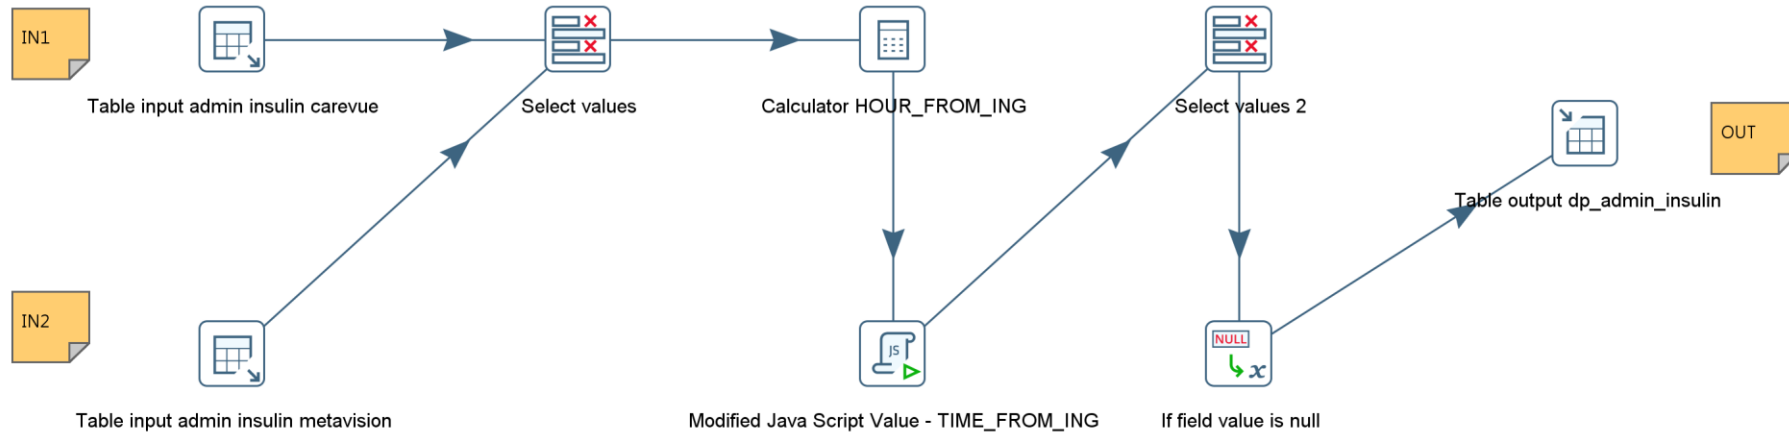 IN1
Table input admin insulin carevue
Select values
Calculator HOUR_FROM_ING
Select values 2
OUT
Table output dp_admin_insulin
IN2
JS
NULL
x
Table input admin insulin metavision
Modified Java Script Value - TIME_FROM_ING
If field value is null